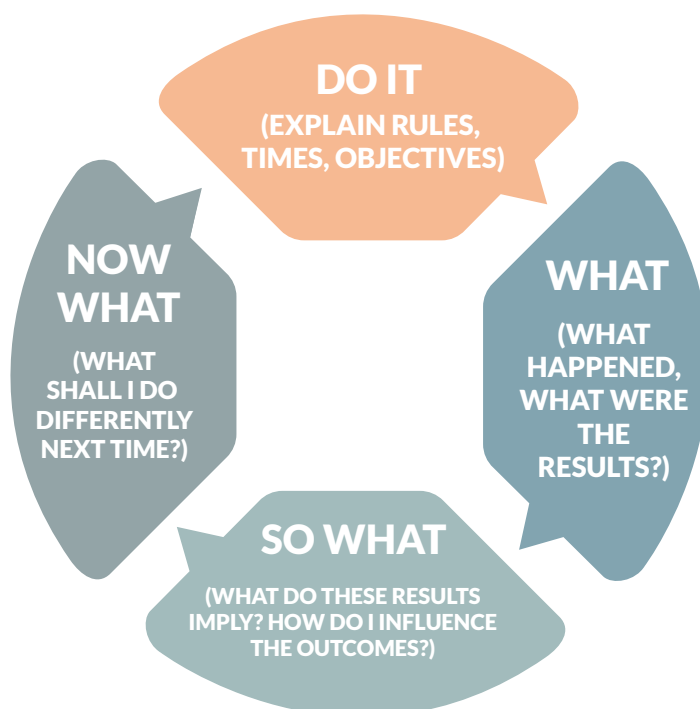 DO IT
(EXPLAIN RULES,
TIMES, OBJECTIVES)
WHAT
(WHAT
HAPPENED,
WHAT WERE
THE
RESULTS?)
SO WHAT
(WHAT DO THESE RESULTS
IMPLY? HOW DO I INFLUENCE
THE OUTCOMES?)
NOW
WHAT
(WHAT
SHALL I DO
DIFFERENTLY
NEXT TIME?)